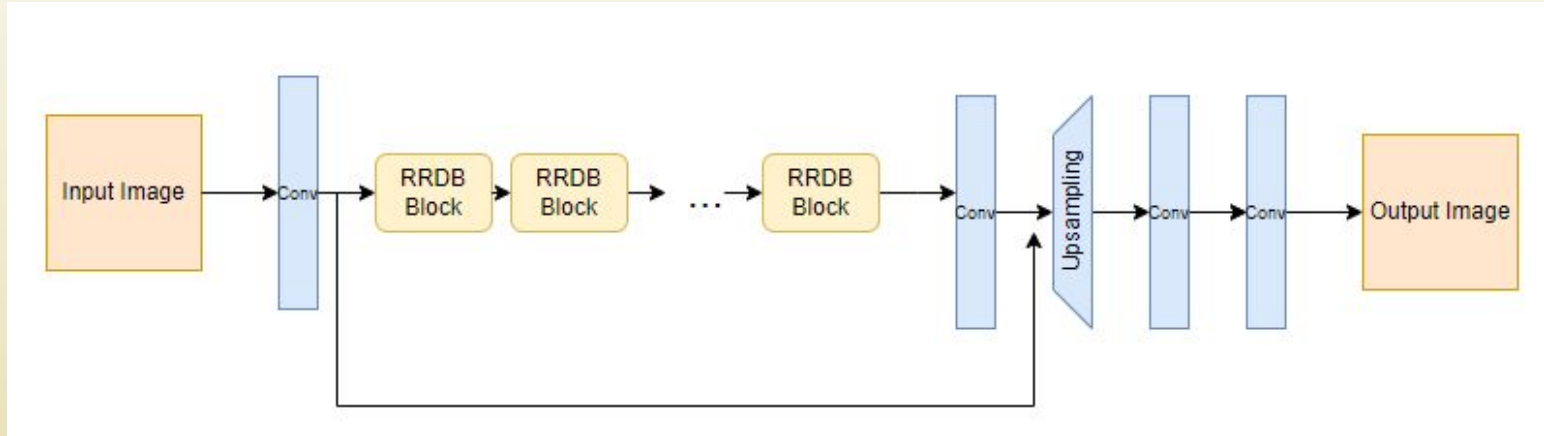 Input Image
Conv
RRDB
Block
RRDB
Block
...
RRDB
Block
Conv
Upsampling
Conv
Conv
Output Image